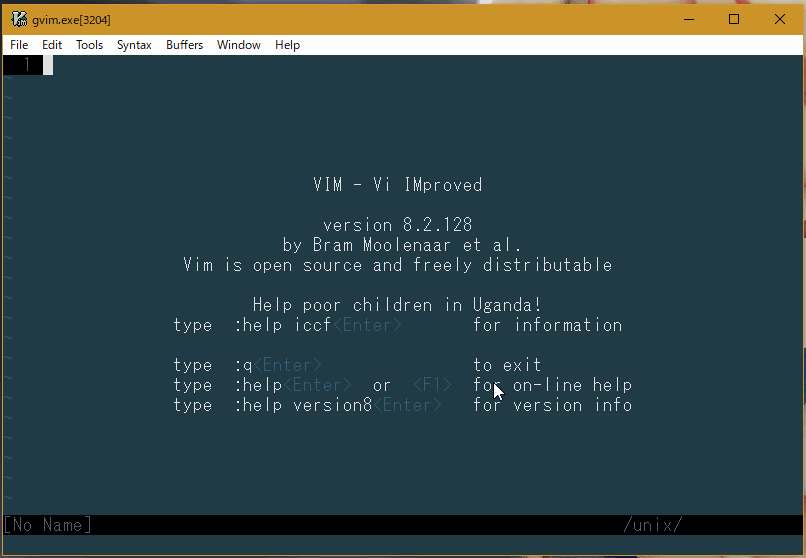 gvim.exe[3204]
File Edit Tools Syntax Buffers Window Help
1
~
~
~
~
~
~ VIM - Vi IMproved
~
~ version 8.2.128
~ by Bram Moolenaar et al.
~ Vim is open source and freely distributable
~
~ Help poor children in Uganda!
~ type :help iccf<Enter> for information
~
~ type :q<Enter> to exit
~ type :help<Enter> or <F1> for on-line help
~ type :help version8<Enter> for version info
~
~
~
~
[No Name] /unix/